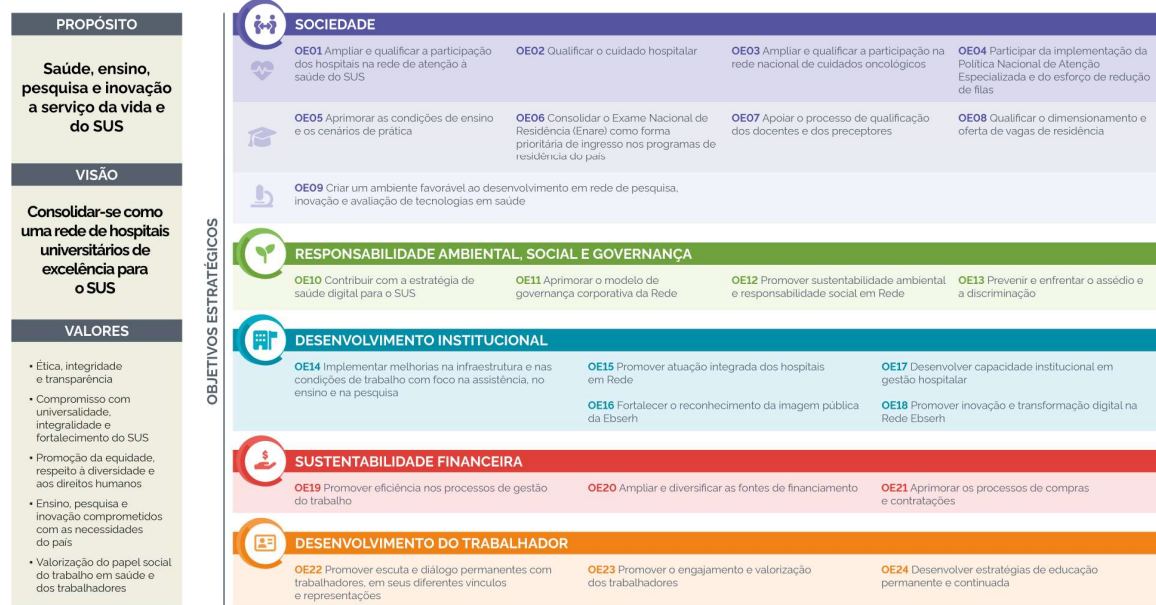 PROPÓSITO
Saúde, ensino,
pesquisa e inovação
a serviço da vida e
do SUS
VISÃO
Consolidar-se como
uma rede de hospitais
universitários de
excelência para
o SUS
VALORES
• Ética, integridade
e transparência
• Compromisso com
universalidade,
integralidade e
fortalecimento do SUS
• Promoção da equidade,
respeito à diversidade e
aos direitos humanos
• Ensino, pesquisa e
inovação comprometidos
com as necessidades
do país
• Valorização do papel social
do trabalho em saúde e
dos trabalhadores
OBJETIVOS ESTRATÉGICOS
SOCIEDADE
OE01 Ampliar e qualificar a participação
dos hospitais na rede de atenção à
saúde do SUS
OE02 Qualificar o cuidado hospitalar
OE03 Ampliar e qualificar a participação na
rede nacional de cuidados oncológicos
OE04 Participar da implementação da
Política Nacional de Atenção
Especializada e do esforço de redução
de filas
OE05 Aprimorar as condições de ensino
e os cenários de prática
OE06 Consolidar o Exame Nacional de
Residência (Enare) como forma
prioritária de ingresso nos programas de
residência do país
OE07 Apoiar o processo de qualificação
dos docentes e dos preceptores
OE08 Qualificar o dimensionamento e
oferta de vagas de residência
OE09 Criar um ambiente favorável ao desenvolvimento em rede de pesquisa,
inovação e avaliação de tecnologias em saúde
RESPONSABILIDADE AMBIENTAL, SOCIAL E GOVERNANÇA
OE10 Contribuir com a estratégia de
saúde digital para o SUS
OE11 Aprimorar o modelo de
governança corporativa da Rede
OE12 Promover sustentabilidade ambiental
e responsabilidade social em Rede
OE13 Prevenir e enfrentar o assédio e
a discriminação
DESENVOLVIMENTO INSTITUCIONAL
OE14 Implementar melhorias na infraestrutura e nas
condições de trabalho com foco na assistência, no
ensino e na pesquisa
OE15 Promover atuação integrada dos hospitais
em Rede
OE16 Fortalecer o reconhecimento da imagem pública
da Ebserh
OE17 Desenvolver capacidade institucional em
gestão hospitalar
OE18 Promover inovação e transformação digital na
Rede Ebserh
SUSTENTABILIDADE FINANCEIRA
OE19 Promover eficiência nos processos de gestão
do trabalho
OE20 Ampliar e diversificar as fontes de financiamento
OE21 Aprimorar os processos de compras
e contratações
DESENVOLVIMENTO DO TRABALHADOR
OE22 Promover escuta e diálogo permanentes com
trabalhadores, em seus diferentes vínculos
e representações
OE23 Promover o engajamento e valorização
dos trabalhadores
OE24 Desenvolver estratégias de educação
permanente e continuada